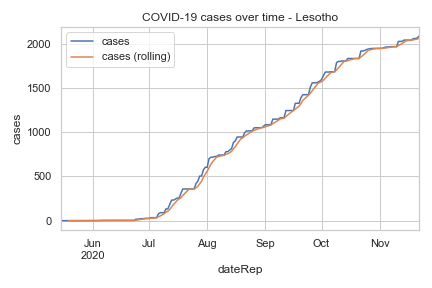 COVID-19 cases over time - Lesotho
cases
cases (rolling)
2000
1500
1000
500
0
cases
Jun Jul Aug Sep Oct Nov
2020
dateRep